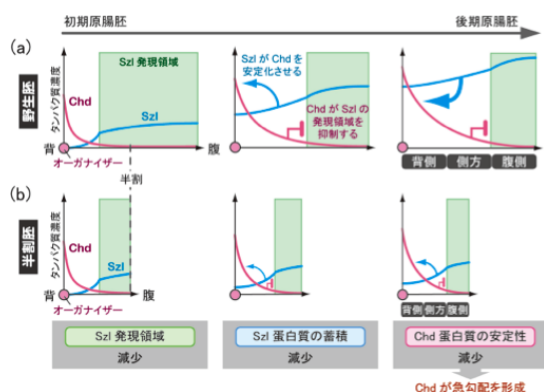 初期原腸胚
後期原腸胚
(a)
野生胚
タンパク質濃度
Szl 発現領域
Chd
Szl
背
オーガナイザー
腹
半割
Szl が Chd を
安定化させる
Chd が Szl の
発現領域を
抑制する
背側
側方
腹側
(b)
半割胚
タンパク質濃度
Chd
Szl
背
オーガナイザー
腹
背側
側方
腹側
Szl 発現領域
減少
Szl 蛋白質の蓄積
減少
Chd 蛋白質の安定性
減少
Chd が急勾配を形成